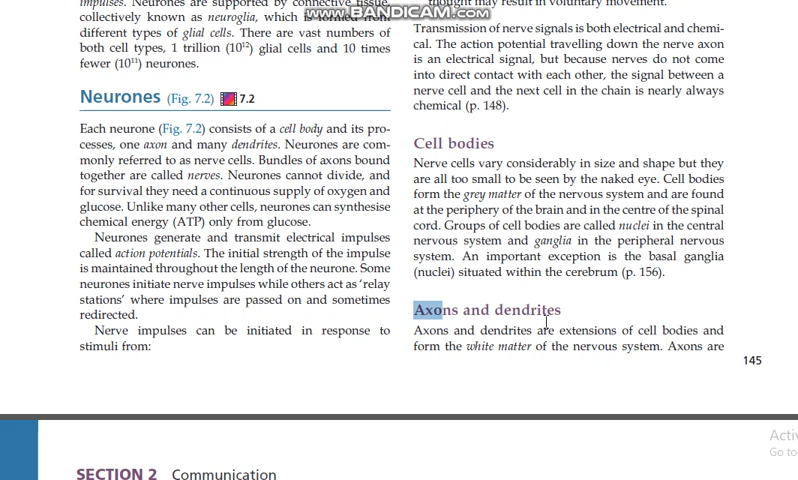 impulses. Neurones are supported by connective tissue,
collectively known as neuroglia, which is formed from
different types of glial cells. There are vast numbers of
both cell types, 1 trillion (10¹²) glial cells and 10 times
fewer (10¹¹) neurones.
Neurones (Fig. 7.2) 7.2
Each neurone (Fig. 7.2) consists of a cell body and its pro-
cesses, one axon and many dendrites. Neurones are com-
monly referred to as nerve cells. Bundles of axons bound
together are called nerves. Neurones cannot divide, and
for survival they need a continuous supply of oxygen and
glucose. Unlike many other cells, neurones can synthesise
chemical energy (ATP) only from glucose.
Neurones generate and transmit electrical impulses
called action potentials. The initial strength of the impulse
is maintained throughout the length of the neurone. Some
neurones initiate nerve impulses while others act as ‘relay
stations’ where impulses are passed on and sometimes
redirected.
Nerve impulses can be initiated in response to
stimuli from:
thought may result in voluntary movement.
www.BANDICAM.com
Transmission of nerve signals is both electrical and chemi-
cal. The action potential travelling down the nerve axon
is an electrical signal, but because nerves do not come
into direct contact with each other, the signal between a
nerve cell and the next cell in the chain is nearly always
chemical (p. 148).
Cell bodies
Nerve cells vary considerably in size and shape but they
are all too small to be seen by the naked eye. Cell bodies
form the grey matter of the nervous system and are found
at the periphery of the brain and in the centre of the spinal
cord. Groups of cell bodies are called nuclei in the central
nervous system and ganglia in the peripheral nervous
system. An important exception is the basal ganglia
(nuclei) situated within the cerebrum (p. 156).
Axons and dendrites
Axons and dendrites are extensions of cell bodies and
form the white matter of the nervous system. Axons are
145
Activ
Go to
SECTION 2 Communication